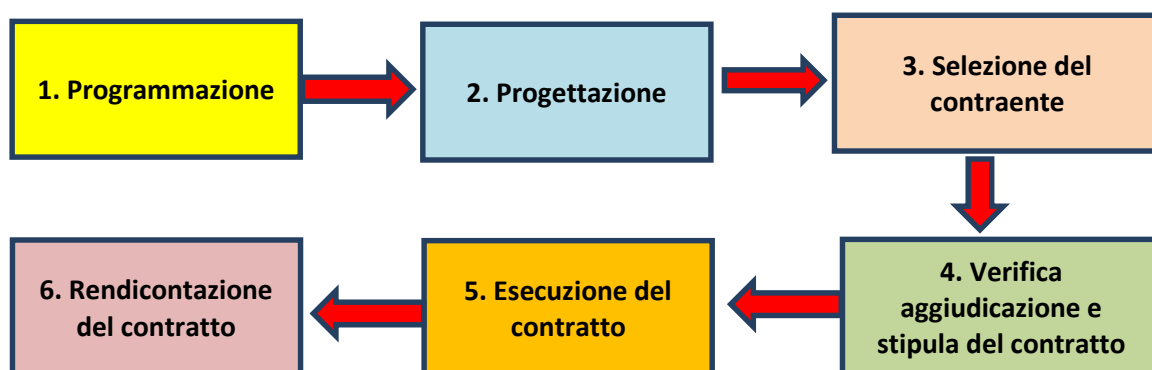 1. Programmazione
2. Progettazione
3. Selezione del
contraente
4. Verifica
aggiudicazione e
stipula del contratto
5. Esecuzione del
contratto
6. Rendicontazione
del contratto